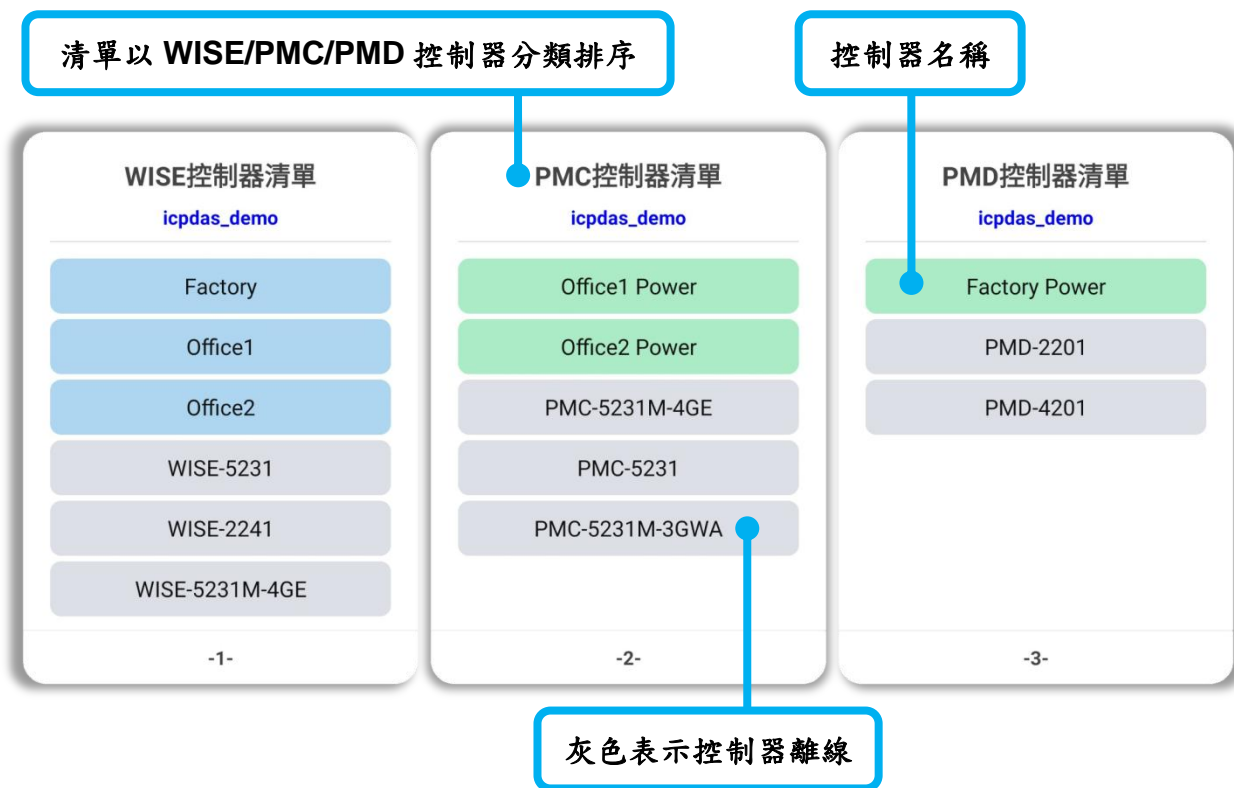 清單以 WISE/PMC/PMD 控制器分類排序
控制器名稱
WISE控制器清單
icpdas_demo
Factory
Office1
Office2
WISE-5231
WISE-2241
WISE-5231M-4GE
-1-
PMC控制器清單
icpdas_demo
Office1 Power
Office2 Power
PMC-5231M-4GE
PMC-5231
PMC-5231M-3GWA
-2-
PMD控制器清單
icpdas_demo
Factory Power
PMD-2201
PMD-4201
-3-
灰色表示控制器離線